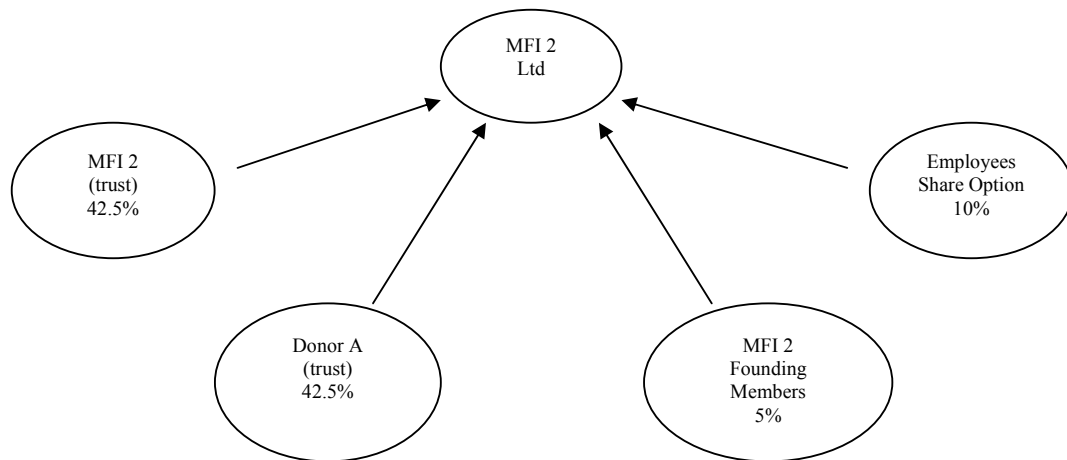 MFI 2
Ltd
MFI 2
(trust)
42.5%
Employees
Share Option
10%
Donor A
(trust)
42.5%
MFI 2
Founding
Members
5%